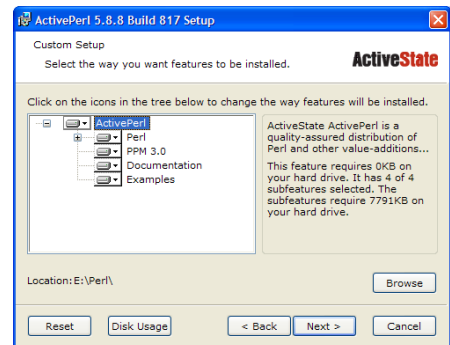 ActivePerl 5.8.8 Build 817 Setup
Custom Setup
Select the way you want features to be installed.
ActiveState
Click on the icons in the tree below to change the way features will be installed.
ActivePerl
Perl
PPM 3.0
Documentation
Examples
ActiveState ActivePerl is a
quality-assured distribution of
Perl and other value-additions...
This feature requires 0KB on
your hard drive. It has 4 of 4
subfeatures selected. The
subfeatures require 7791KB on
your hard drive.
Location:E:\Perl\
Browse
Reset Disk Usage < Back Next > Cancel